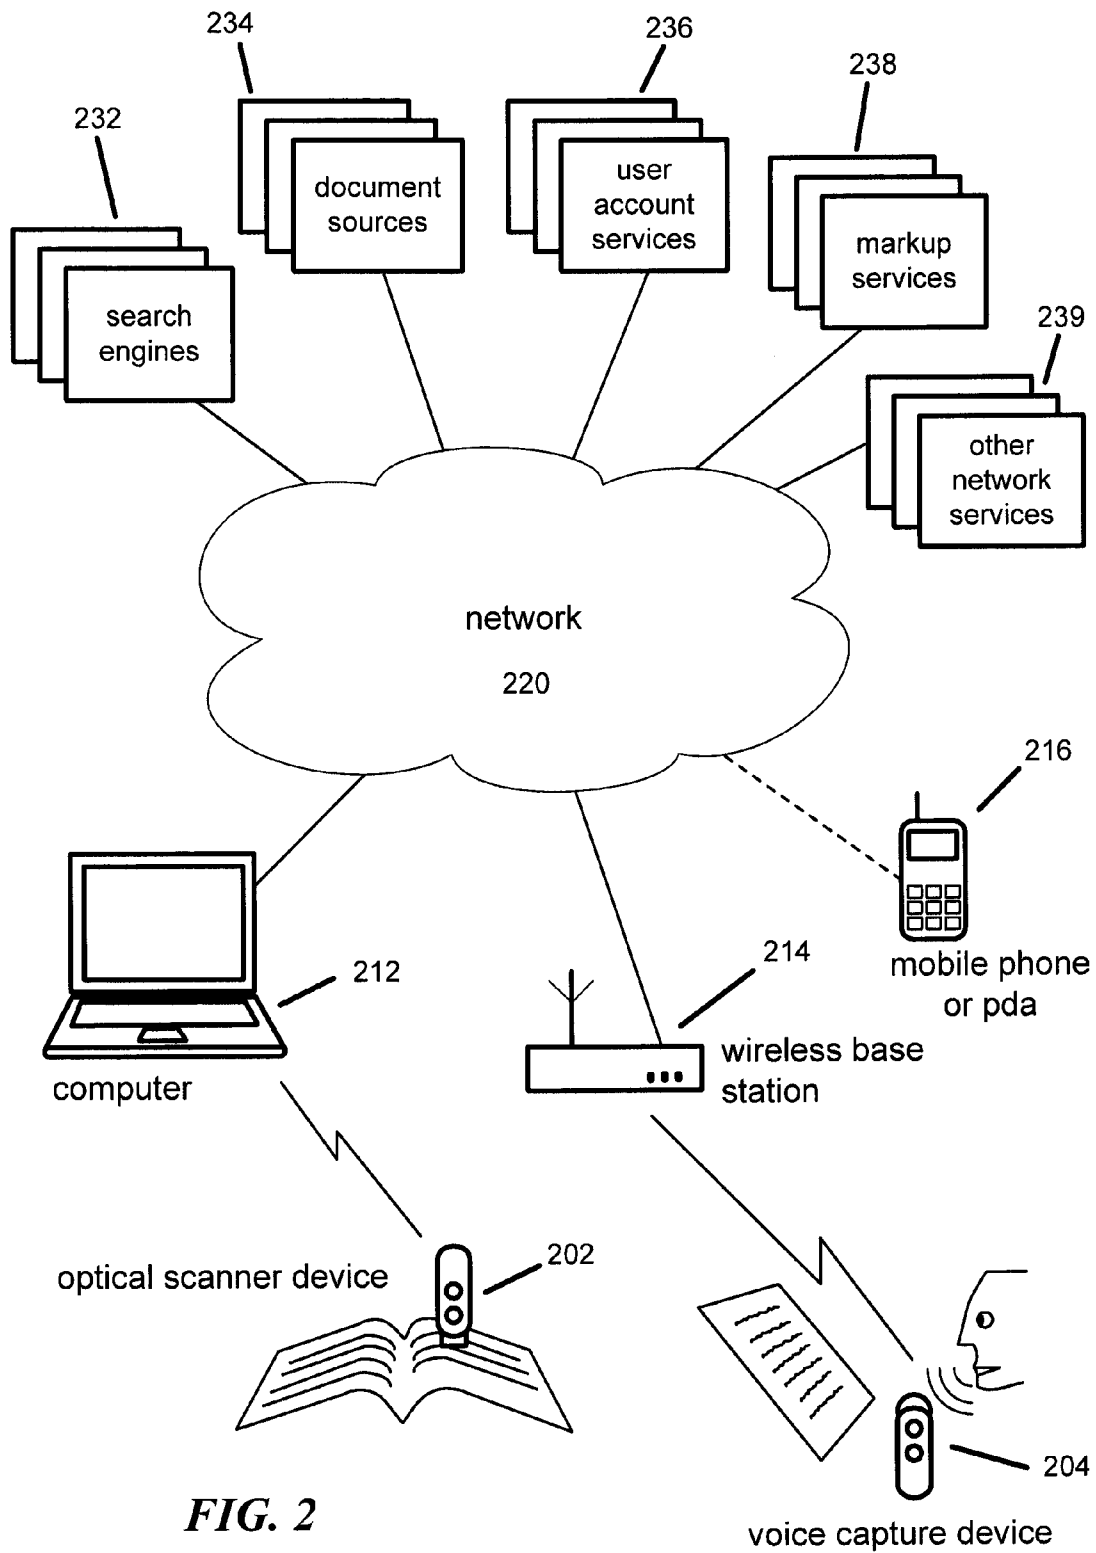 234
236
238
232
document
sources
user
account
services
markup
services
search
engines
239
other
network
services
network
220
216
mobile phone
or pda
212
214
computer
wireless base
station
optical scanner device
202
204
FIG. 2
voice capture device